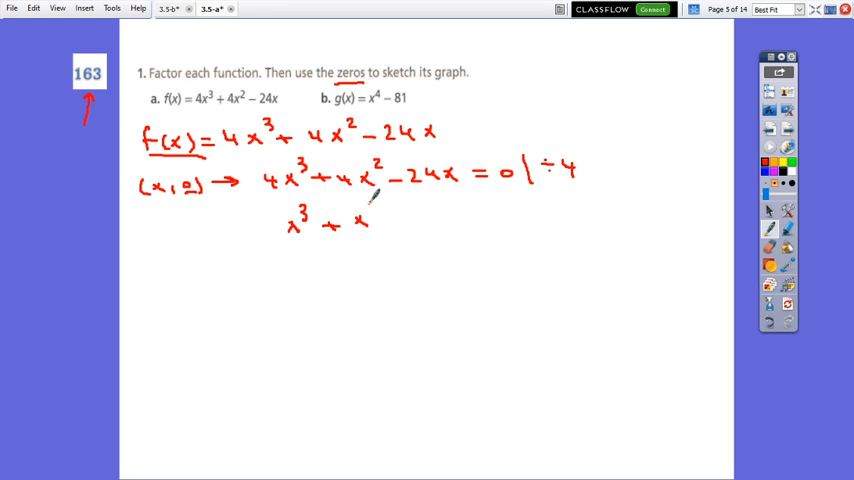 File Edit View Insert Tools Help 3.5-b* 3.5-a* CLASSFLOW Connect Page 5 of 14 Best Fit
163
1. Factor each function. Then use the zeros to sketch its graph.
a. f(x) = 4x³ + 4x² − 24x b. g(x) = x⁴ − 81
f(x) = 4x³ + 4x² − 24x
(x, 0) → 4x³ + 4x² − 24x = 0 | ÷ 4
x³ + x